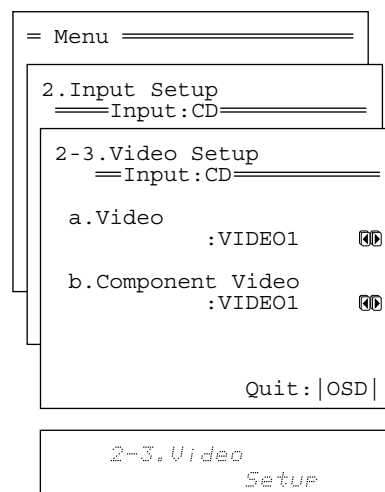 Menu
2.Input Setup
Input:CD
2-3.Video Setup
Input:CD
a.Video
:VIDEO1
b.Component Video
:VIDEO1
Quit:|OSD|
2-3.Video
Setup